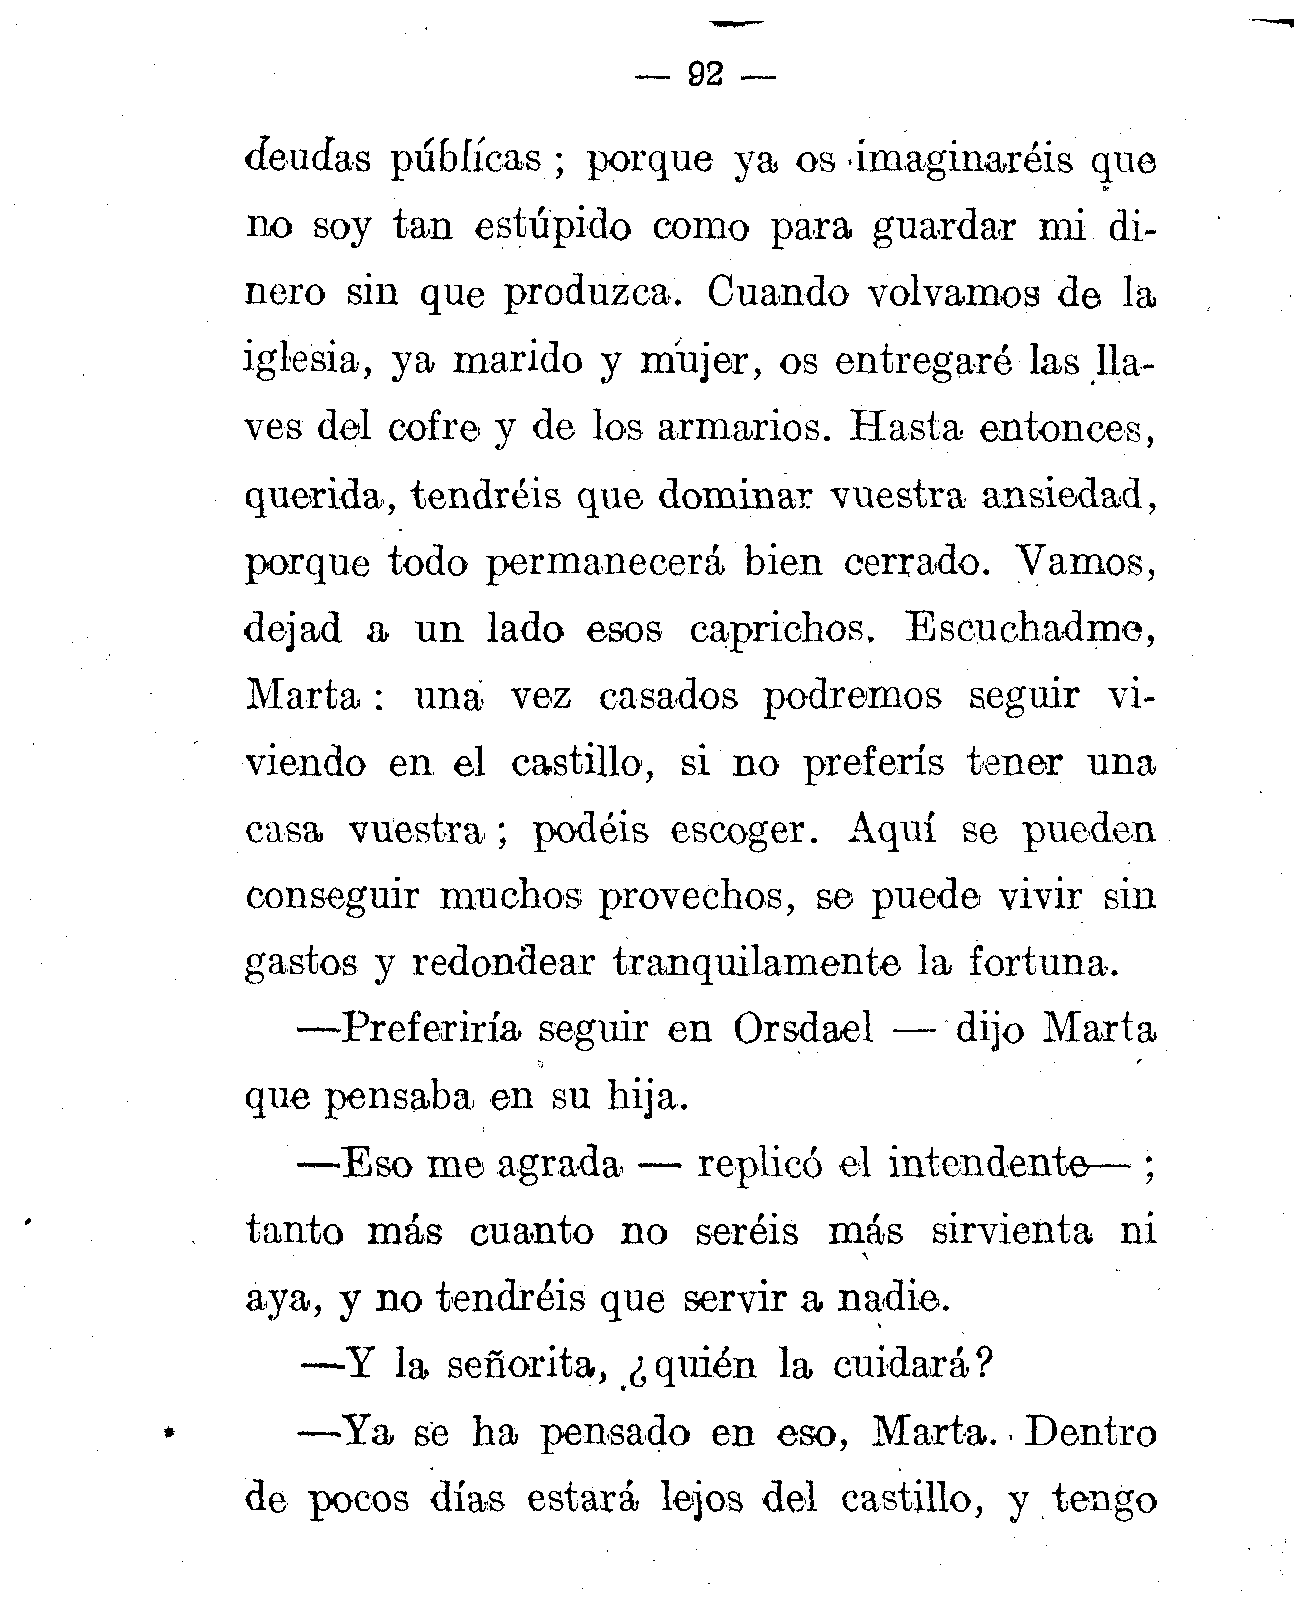 — 92 —
deudas públicas ; porque ya os imaginaréis que
no soy tan estúpido como para guardar mi di-
nero sin que produzca. Cuando volvamos de la
iglesia, ya marido y mujer, os entregaré las lla-
ves del cofre y de los armarios. Hasta entonces,
querida, tendréis que dominar vuestra ansiedad,
porque todo permanecerá bien cerrado. Vamos,
dejad a un lado esos caprichos. Escuchadme,
Marta : una vez casados podremos seguir vi-
viendo en el castillo, si no preferís tener una
casa vuestra ; podéis escoger. Aquí se pueden
conseguir muchos provechos, se puede vivir sin
gastos y redondear tranquilamente la fortuna.
—Preferiría seguir en Orsdael — dijo Marta
que pensaba en su hija.
—Eso me agrada — replicó el intendente— ;
tanto más cuanto no seréis más sirvienta ni
aya, y no tendréis que servir a nadie.
—Y la señorita, ¿quién la cuidará?
—Ya se ha pensado en eso, Marta. Dentro
de pocos días estará lejos del castillo, y tengo